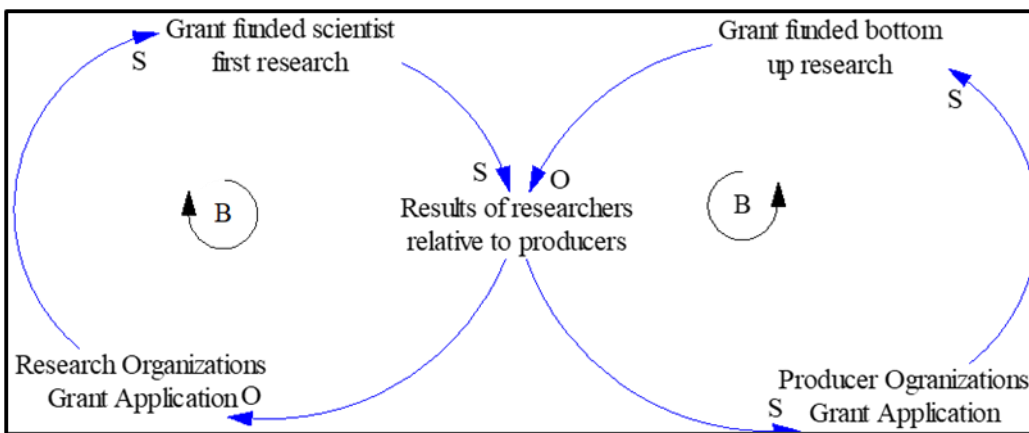 Grant funded scientist
first research
S
Grant funded bottom
up research
S
S
O
B
B
Results of researchers
relative to producers
Research Organizations
Grant Application O
Producer Ogranizations
Grant Application
S